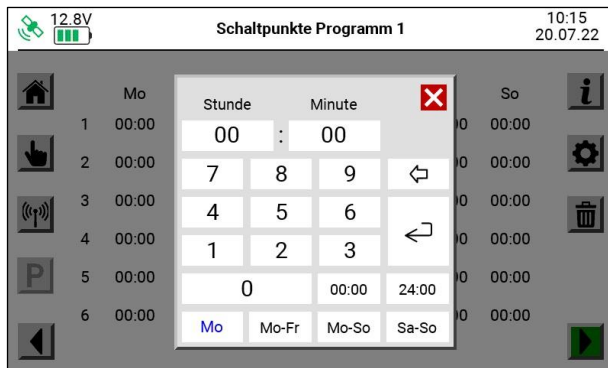 12.8V
Schaltpunkte Programm 1
10:15
20.07.22
Mo
So
1 00:00
00:00
2 00:00
00:00
3 00:00
00:00
4 00:00
00:00
5 00:00
00:00
6 00:00
00:00
P
i
Stunde Minute
00 : 00
7 8 9
4 5 6
1 2 3
0 00:00 24:00
Mo Mo-Fr Mo-So Sa-So